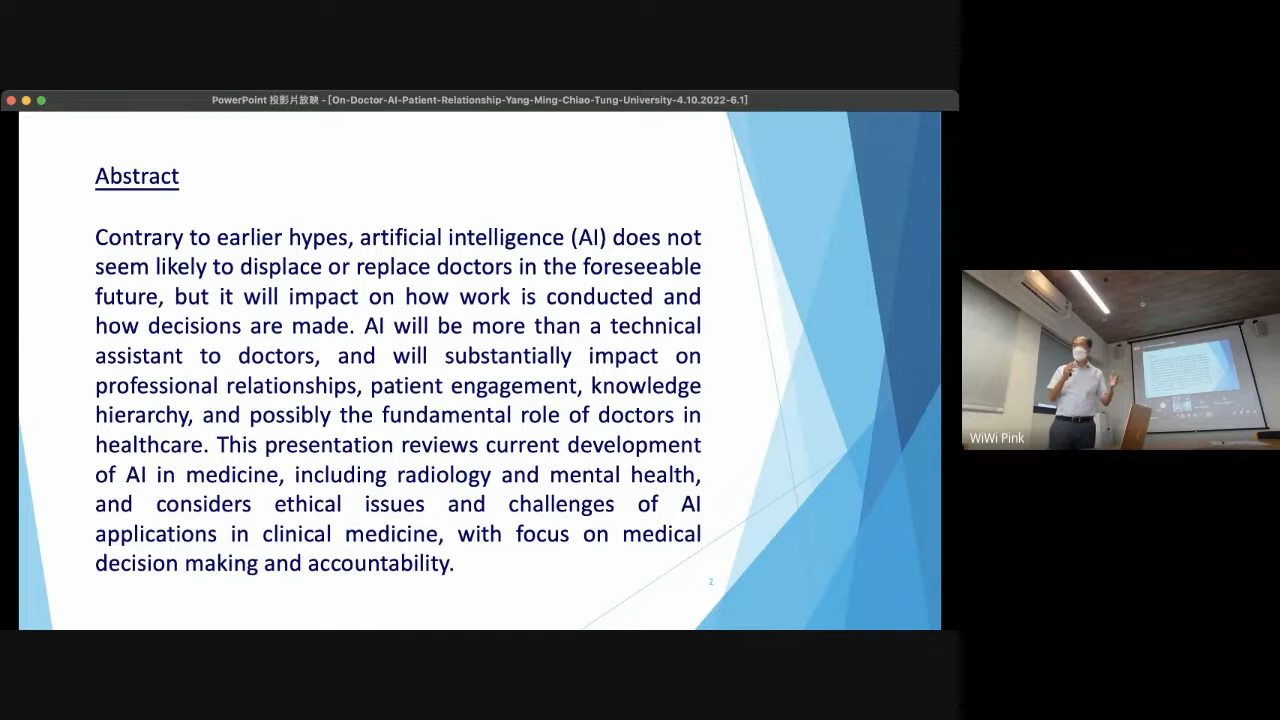 PowerPoint 投影片放映 - [On-Doctor-AI-Patient-Relationship-Yang-Ming-Chiao-Tung-University-4.10.2022-6.1]
Abstract
Contrary to earlier hypes, artificial intelligence (AI) does not
seem likely to displace or replace doctors in the foreseeable
future, but it will impact on how work is conducted and
how decisions are made. AI will be more than a technical
assistant to doctors, and will substantially impact on
professional relationships, patient engagement, knowledge
hierarchy, and possibly the fundamental role of doctors in
healthcare. This presentation reviews current development
of AI in medicine, including radiology and mental health,
and considers ethical issues and challenges of AI
applications in clinical medicine, with focus on medical
decision making and accountability.
2
WiWi Pink